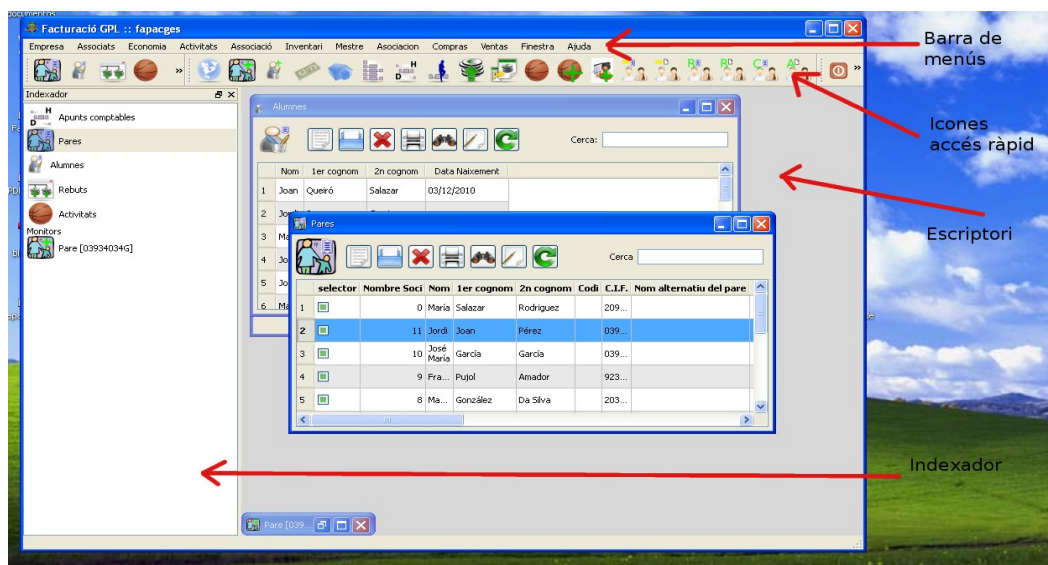 Facturació GPL :: fapacges
Empresa Associats Economia Activitats Associació Inventari Mestre Asociacion Compras Ventas Finestra Ajuda
Barra de
menús
Icones
accés ràpid
Escriptori
Indexador
Indexador
Apunts comptables
Pares
Alumnes
Rebuts
Activitats
Monitors
Pare [03934034G]
Alumnes
Cerca:
Nom 1er cognom 2n cognom Data Naixement
1 Joan Queiró Salazar 03/12/2010
2
3
4
5
6
Pares
Cerca
selector Nombre Soci Nom 1er cognom 2n cognom Codi C.I.F. Nom alternatiu del pare
1 0 María Salazar Rodriguez 209...
2 11 Jordi Joan Pérez 039...
3 10 José María García García 039...
4 9 Fra... Pujol Amador 923...
5 8 Ma... González Da Silva 203...
Pare [039...